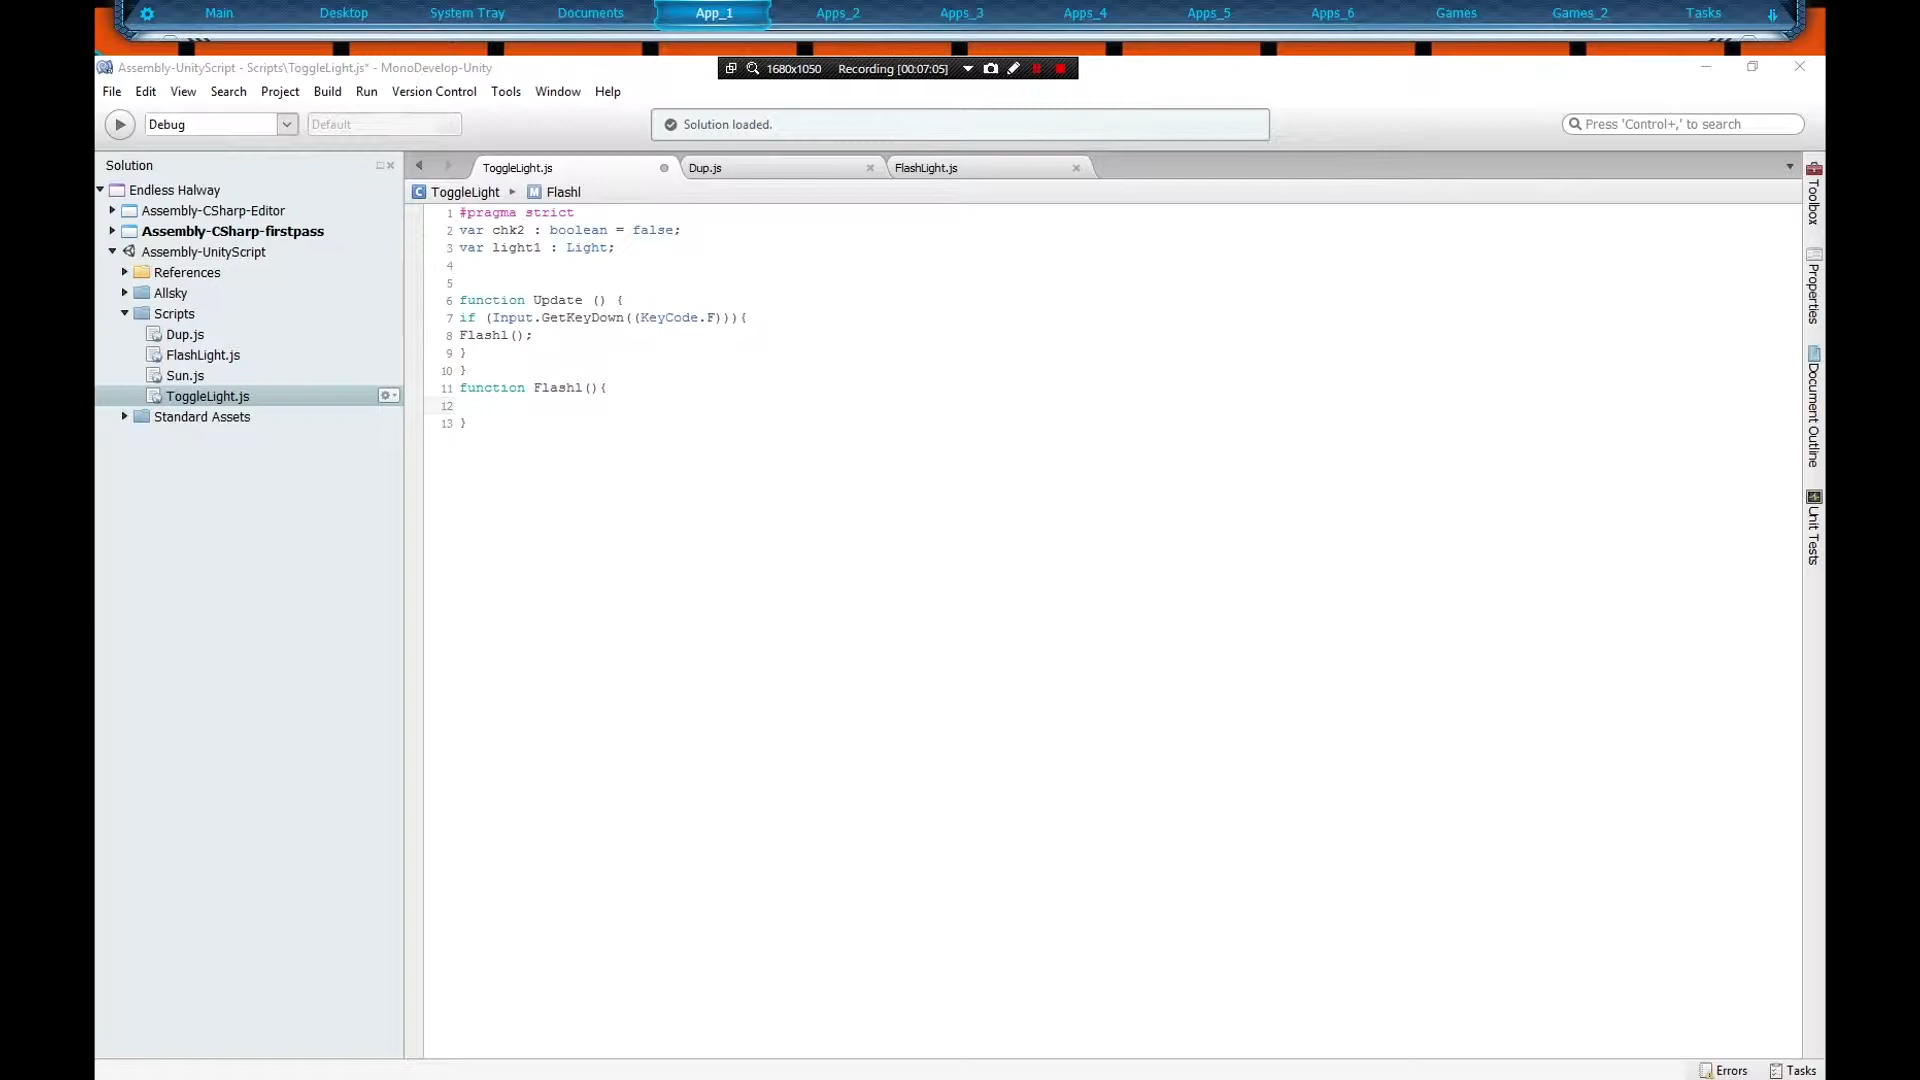 Main Desktop System Tray Documents App_1 Apps_2 Apps_3 Apps_4 Apps_5 Apps_6 Games Games_2 Tasks
Assembly-UnityScript - Scripts\ToggleLight.js* - MonoDevelop-Unity
1680x1050 Recording [00:07:05]
File Edit View Search Project Build Run Version Control Tools Window Help
Debug Default Solution loaded. Press 'Control+,' to search
Solution
ToggleLight.js Dup.js FlashLight.js
ToggleLight Flashl
Endless Halway
Assembly-CSharp-Editor
Assembly-CSharp-firstpass
Assembly-UnityScript
References
Allsky
Scripts
Dup.js
FlashLight.js
Sun.js
ToggleLight.js
Standard Assets
1 #pragma strict
2 var chk2 : boolean = false;
3 var light1 : Light;
4
5
6 function Update () {
7 if (Input.GetKeyDown((KeyCode.F))){
8 Flashl();
9 }
10 }
11 function Flashl(){
12
13 }
Toolbox
Properties
Document Outline
Unit Tests
Errors Tasks